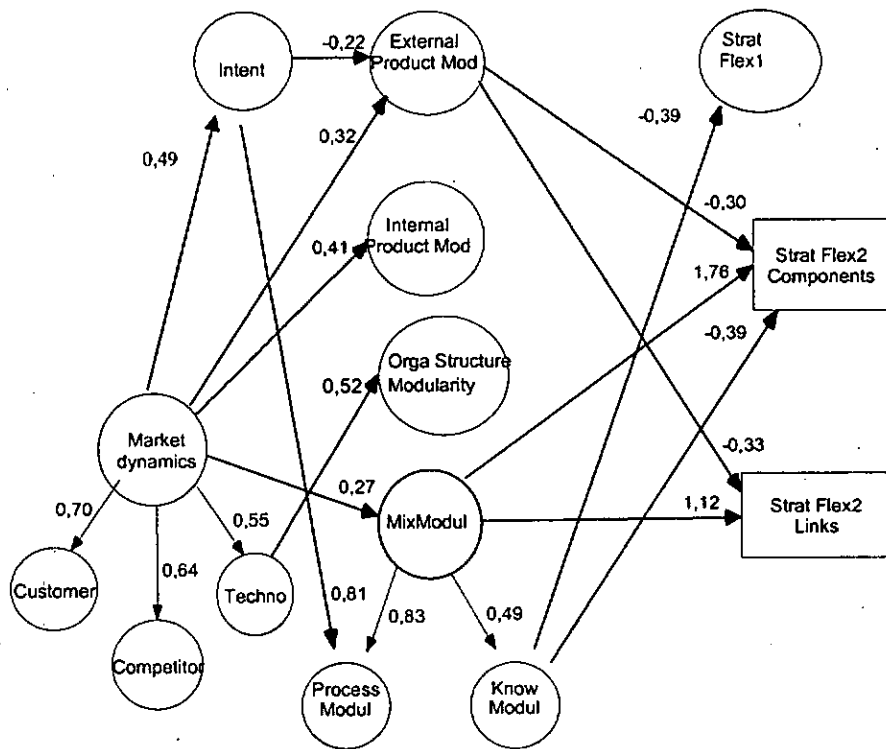 -0,22
External
Product Mod
Strat
Flex1
Intent
-0,39
0,32
0,49
-0,30
Internal
Product Mod
0,41
Strat Flex2
Components
1,76
-0,39
Orga Structure
Modularity
0,52
Market
dynamics
-0,33
0,27
1,12
Strat Flex2
Links
0,70
0,55
MixModul
0,64
Customer
Techno
0,81
0,83
0,49
Competitor
Process
Modul
Know
Modul